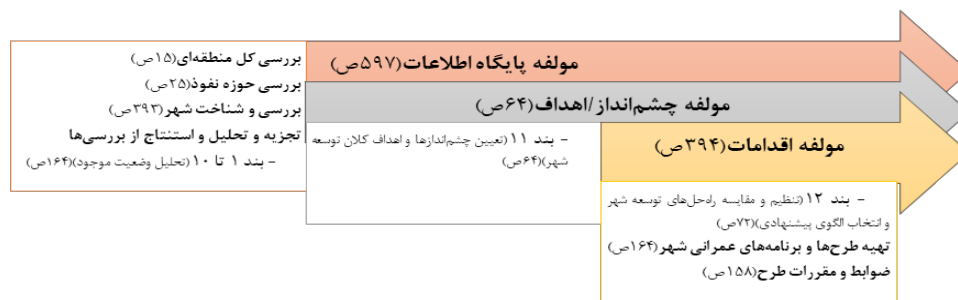 مولفه پایگاه اطلاعات(۵۹۷ص)
بررسی کل منطقه‌ای(۱۵ص)
بررسی حوزه نفوذ(۲۵ص)
بررسی و شناخت شهر(۳۹۳ص)
تجزیه و تحلیل و استنتاج از بررسی‌ها
- بند ۱ تا ۱۰ (تحلیل وضعیت موجود)(۱۶۴ص)
مولفه چشم‌انداز/اهداف(۶۴ص)
- بند ۱۱ (تعیین چشم‌اندازها و اهداف کلان توسعه
شهر)(۶۴ص)
مولفه اقدامات(۳۹۴ص)
- بند ۱۲ (تنظیم و مقایسه راه‌حل‌های توسعه شهر
و انتخاب الگوی پیشنهادی)(۷۲ص)
تهیه طرح‌ها و برنامه‌های عمرانی شهر(۱۶۴ص)
ضوابط و مقررات طرح(۱۵۸ص)